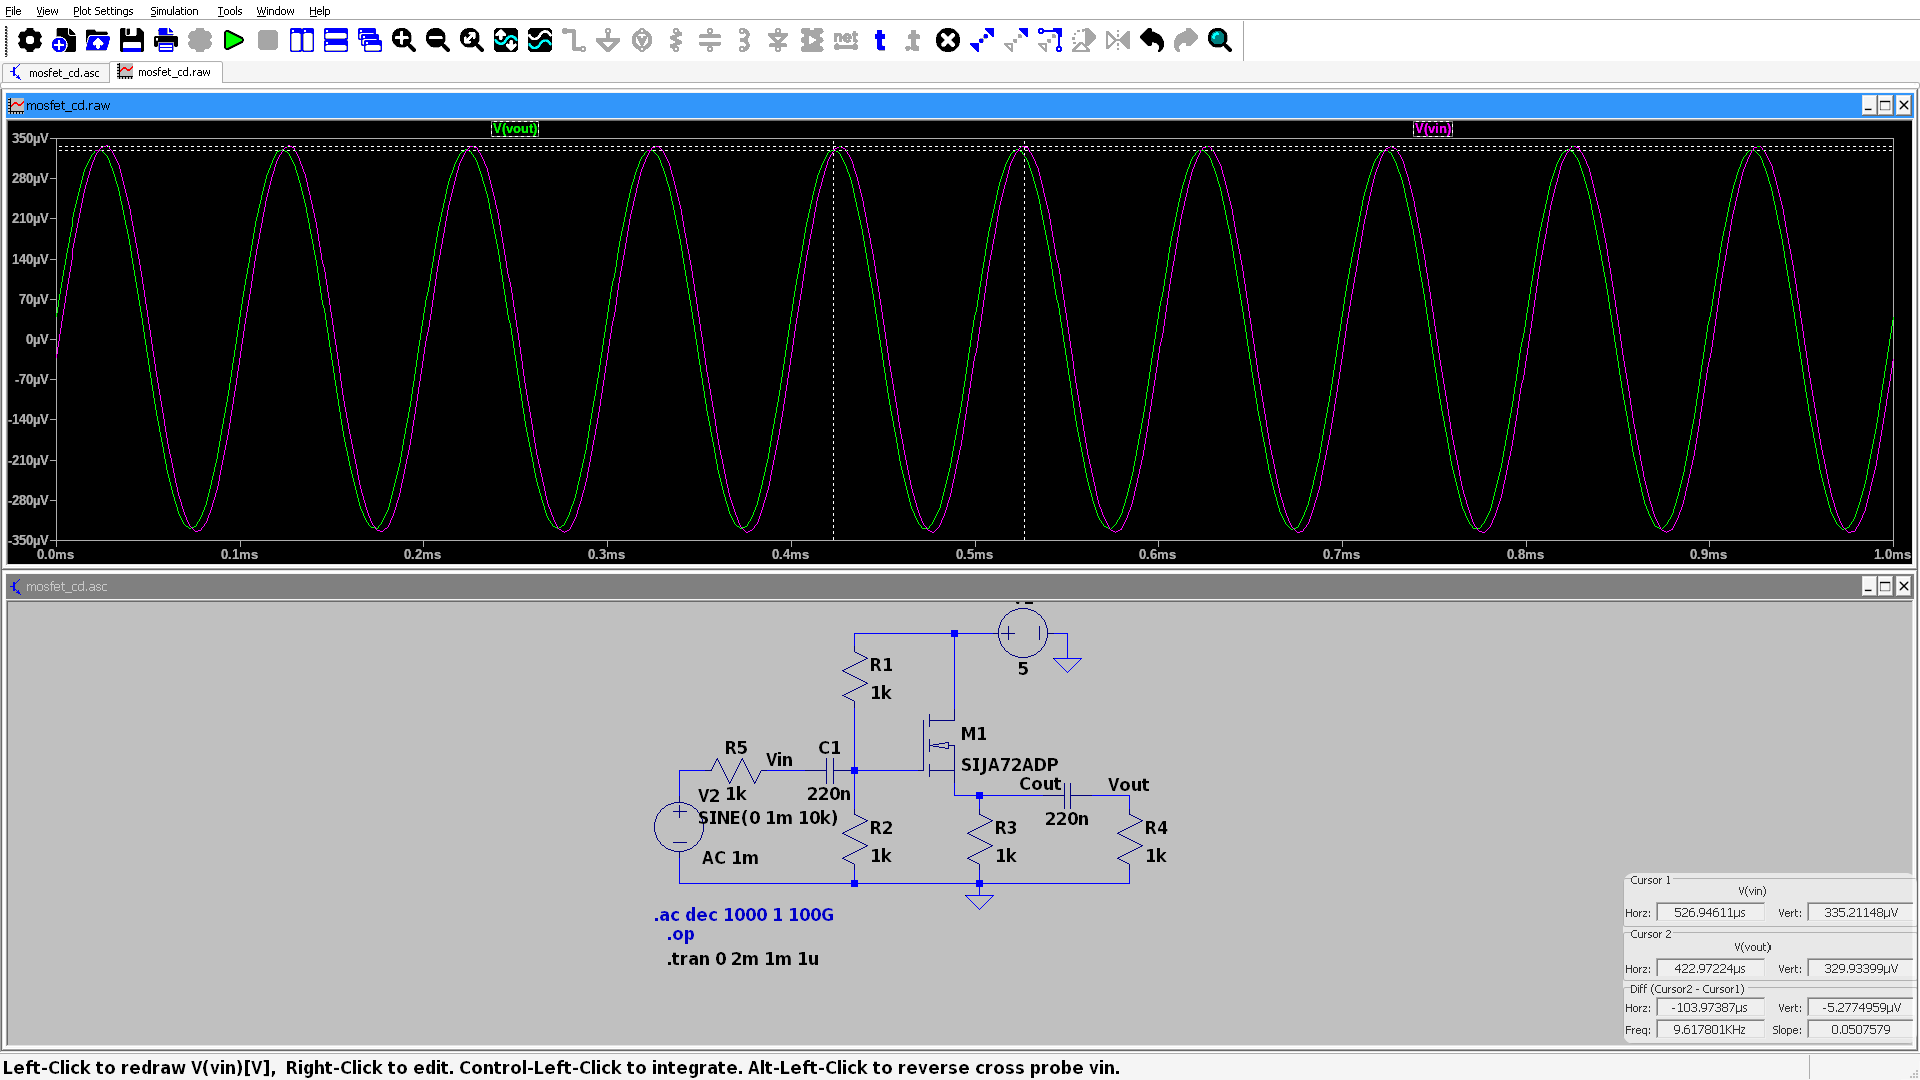 File View Plot Settings Simulation Tools Window Help
net t .t
mosfet_cd.asc mosfet_cd.raw
mosfet_cd.raw
V(vout) V(vin)
350µV
280µV
210µV
140µV
70µV
0µV
-70µV
-140µV
-210µV
-280µV
-350µV
0.0ms 0.1ms 0.2ms 0.3ms 0.4ms 0.5ms 0.6ms 0.7ms 0.8ms 0.9ms 1.0ms
mosfet_cd.asc
5
R1
1k
M1
SIJA72ADP
R5 Vin C1
V2 1k 220n
SINE(0 1m 10k)
AC 1m
Cout Vout
220n
R2 R3 R4
1k 1k 1k
.ac dec 1000 1 100G
.op
.tran 0 2m 1m 1u
Cursor 1
V(vin)
Horz: 526.94611µs Vert: 335.21148µV
Cursor 2
V(vout)
Horz: 422.97224µs Vert: 329.93399µV
Diff (Cursor2 - Cursor1)
Horz: -103.97387µs Vert: -5.2774959µV
Freq: 9.617801KHz Slope: 0.0507579
Left-Click to redraw V(vin)[V], Right-Click to edit. Control-Left-Click to integrate. Alt-Left-Click to reverse cross probe vin.